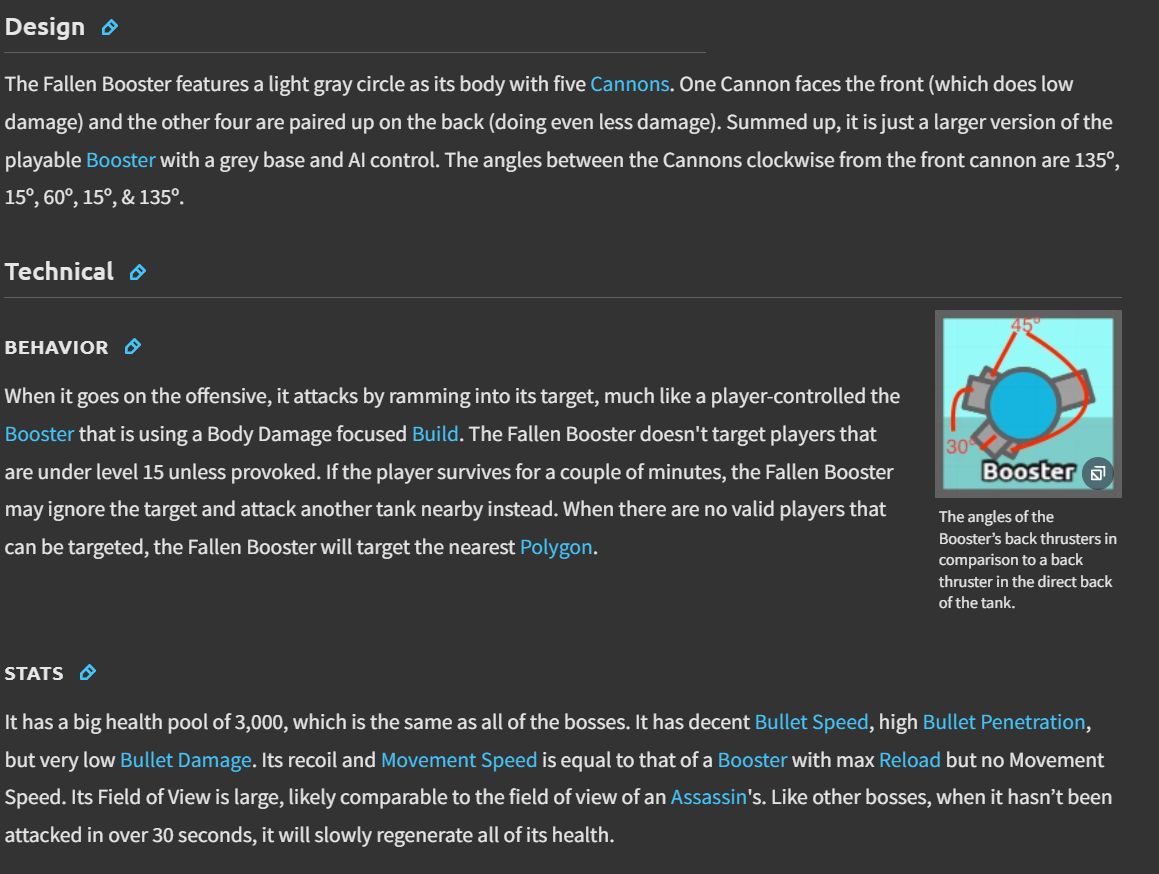 Design
The Fallen Booster features a light gray circle as its body with five Cannons. One Cannon faces the front (which does low
damage) and the other four are paired up on the back (doing even less damage). Summed up, it is just a larger version of the
playable Booster with a grey base and AI control. The angles between the Cannons clockwise from the front cannon are 135º,
15º, 60º, 15º, & 135º.
Technical
BEHAVIOR
When it goes on the offensive, it attacks by ramming into its target, much like a player-controlled the
Booster that is using a Body Damage focused Build. The Fallen Booster doesn't target players that
are under level 15 unless provoked. If the player survives for a couple of minutes, the Fallen Booster
may ignore the target and attack another tank nearby instead. When there are no valid players that
can be targeted, the Fallen Booster will target the nearest Polygon.
45º
30º
Booster
The angles of the
Booster’s back thrusters in
comparison to a back
thruster in the direct back
of the tank.
STATS
It has a big health pool of 3,000, which is the same as all of the bosses. It has decent Bullet Speed, high Bullet Penetration,
but very low Bullet Damage. Its recoil and Movement Speed is equal to that of a Booster with max Reload but no Movement
Speed. Its Field of View is large, likely comparable to the field of view of an Assassin's. Like other bosses, when it hasn’t been
attacked in over 30 seconds, it will slowly regenerate all of its health.